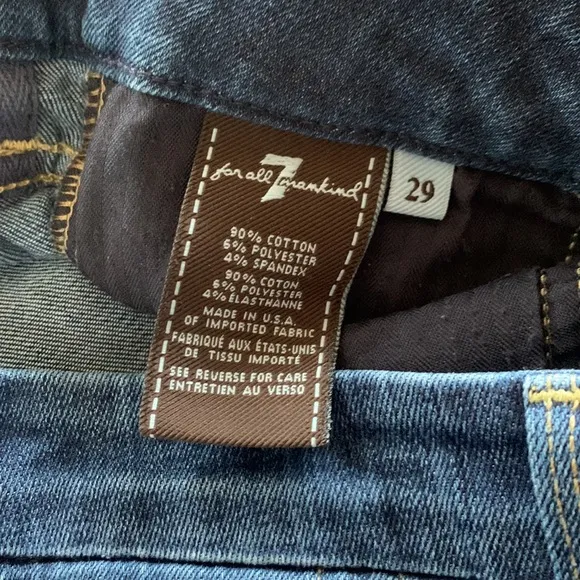 for all 7 mankind
29
90% COTTON
6% POLYESTER
4% SPANDEX
90% COTON
6% POLYESTER
4% ÉLASTHANNE
MADE IN U.S.A.
OF IMPORTED FABRIC
FABRIQUÉ AUX ÉTATS-UNIS
DE TISSU IMPORTÉ
SEE REVERSE FOR CARE
ENTRETIEN AU VERSO